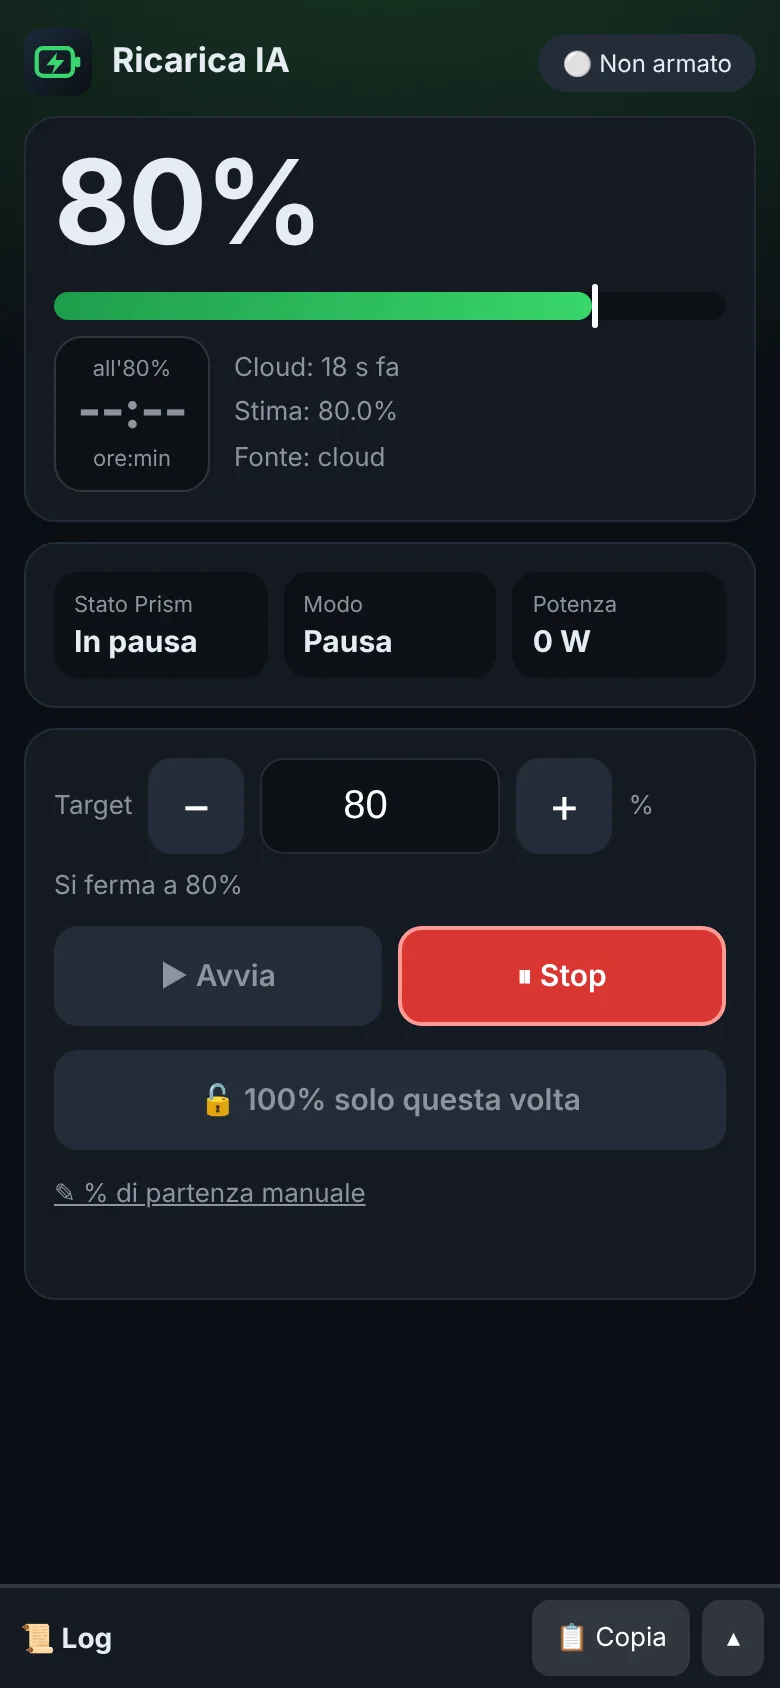 Ricarica IA
⚪ Non armato
80%
all'80%
--:--
ore:min
Cloud: 18 s fa
Stima: 80.0%
Fonte: cloud
Stato Prism
In pausa
Modo
Pausa
Potenza
0 W
Target − 80 + %
Si ferma a 80%
▶ Avvia
⏸ Stop
🔓 100% solo questa volta
✎ % di partenza manuale
📜 Log
📋 Copia
▲